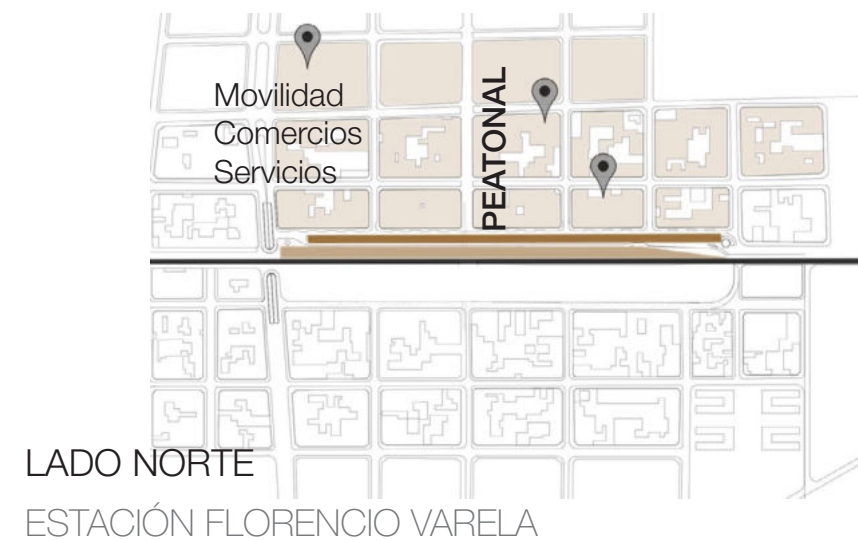 Movilidad
Comercios
Servicios
PEATONAL
LADO NORTE
ESTACIÓN FLORENCIO VARELA